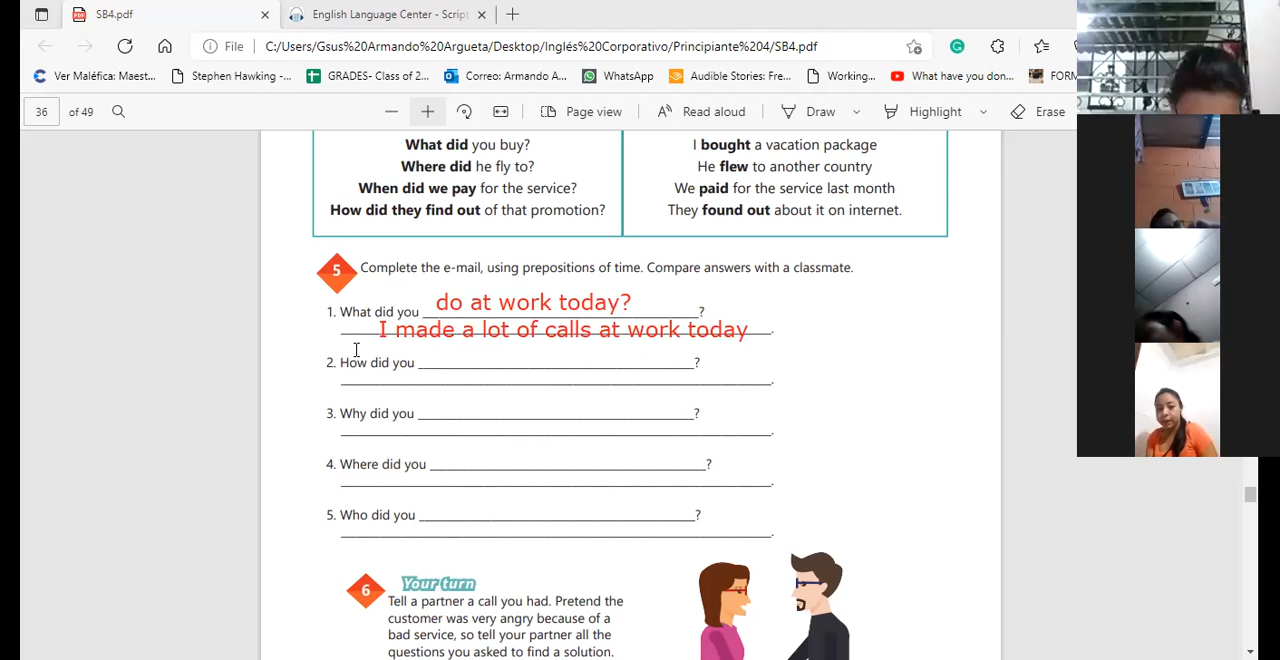 SB4.pdf
English Language Center - Script
File
C:/Users/Gsus%20Armando%20Argueta/Desktop/Inglés%20Corporativo/Principiante%204/SB4.pdf
Ver Maléfica: Maest...
Stephen Hawking -...
GRADES- Class of 2...
Correo: Armando A...
WhatsApp
Audible Stories: Fre...
Working...
What have you don...
FORM
36 of 49
Page view
Read aloud
Draw
Highlight
Erase
What did you buy?
Where did he fly to?
When did we pay for the service?
How did they find out of that promotion?
I bought a vacation package
He flew to another country
We paid for the service last month
They found out about it on internet.
5 Complete the e-mail, using prepositions of time. Compare answers with a classmate.
1. What did you do at work today? ?
I made a lot of calls at work today.
2. How did you ?
3. Why did you ?
4. Where did you ?
5. Who did you ?
6 Your turn
Tell a partner a call you had. Pretend the
customer was very angry because of a
bad service, so tell your partner all the
questions you asked to find a solution.